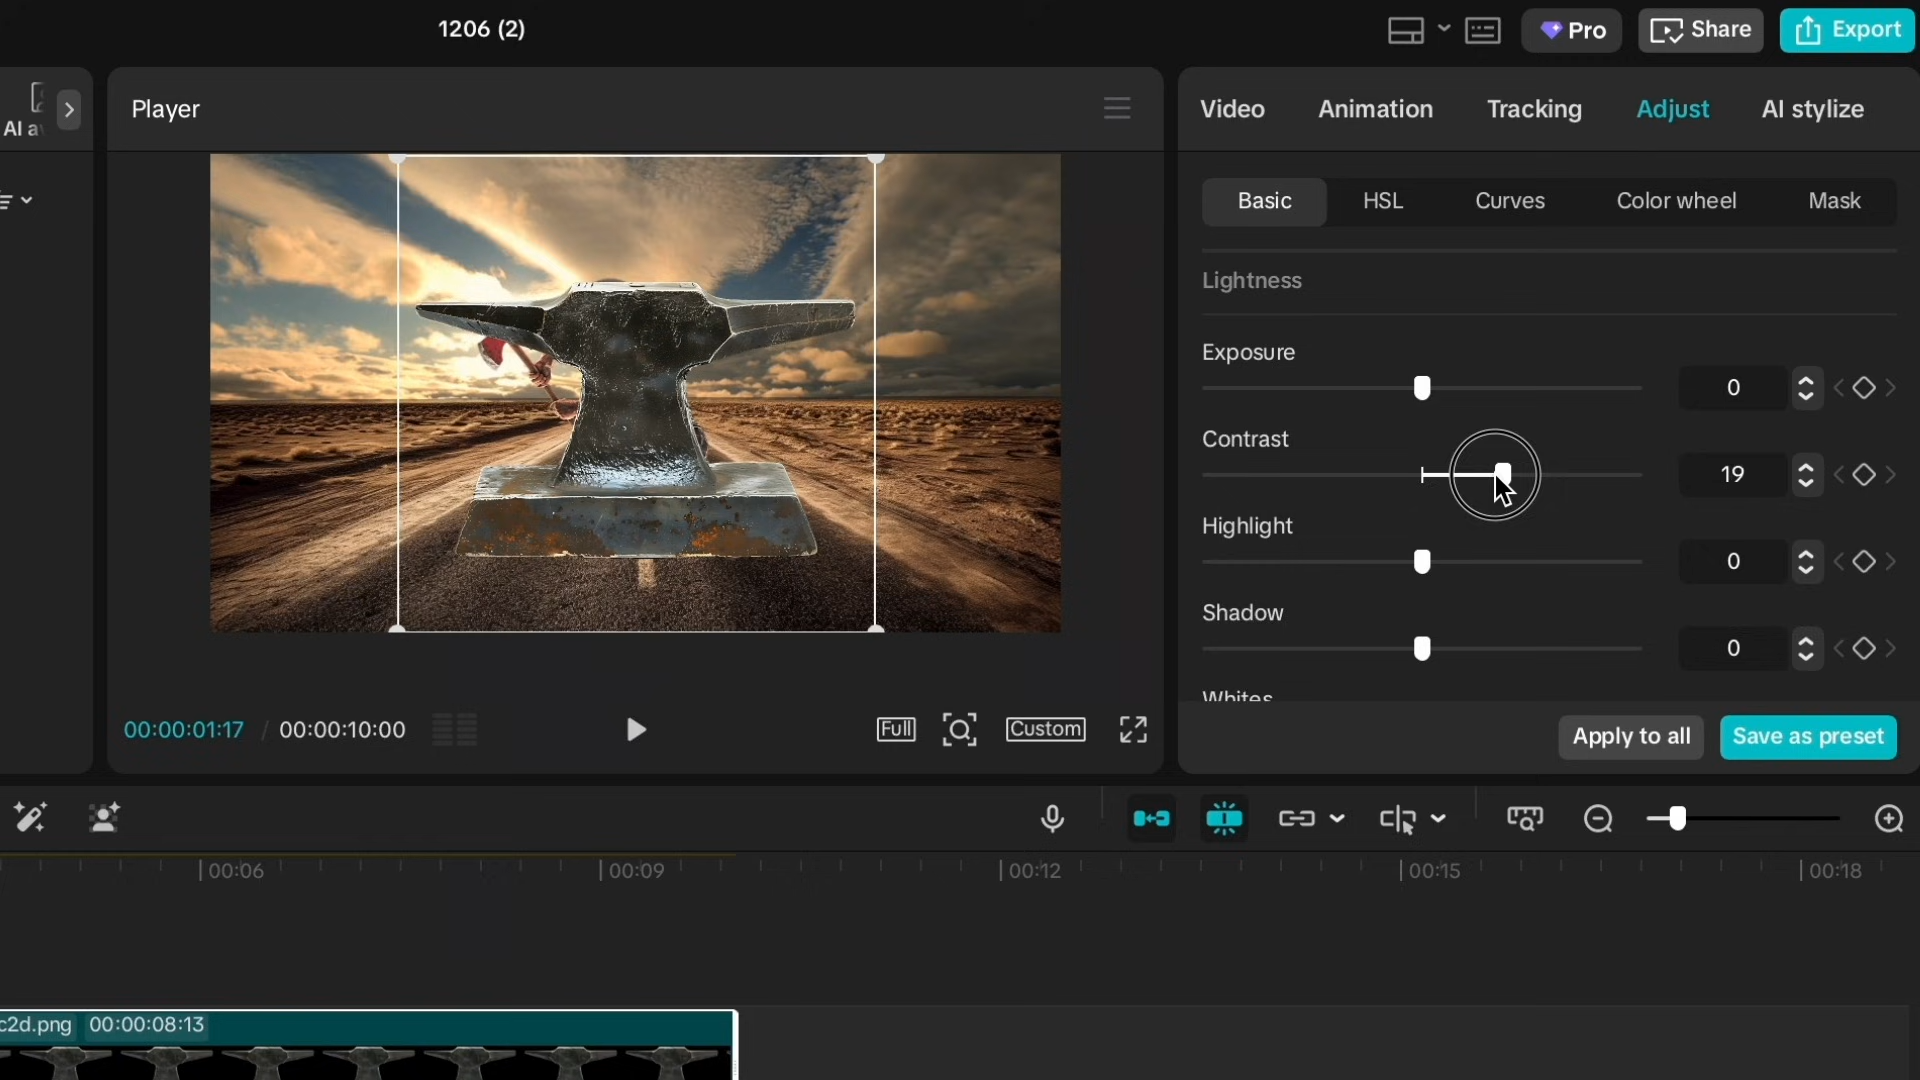 1206 (2)
Pro
Share
Export
AI a
Player
Video
Animation
Tracking
Adjust
AI stylize
Basic
HSL
Curves
Color wheel
Mask
Lightness
Exposure
0
Contrast
19
Highlight
0
Shadow
0
Whites
00:00:01:17 / 00:00:10:00
Full
Custom
Apply to all
Save as preset
00:06
00:09
00:12
00:15
00:18
c2d.png 00:00:08:13